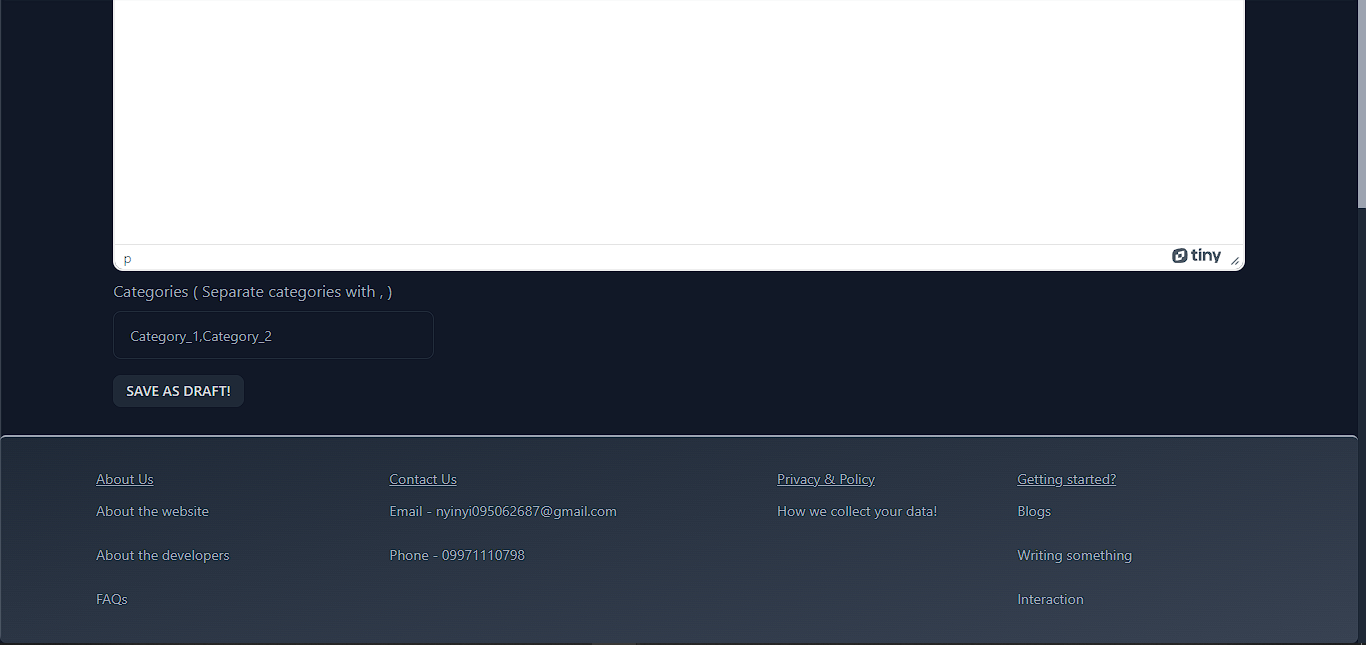 p
tiny
Categories ( Separate categories with , )
Category_1,Category_2
SAVE AS DRAFT!
About Us
About the website
About the developers
FAQs
Contact Us
Email - nyinyi095062687@gmail.com
Phone - 09971110798
Privacy & Policy
How we collect your data!
Getting started?
Blogs
Writing something
Interaction